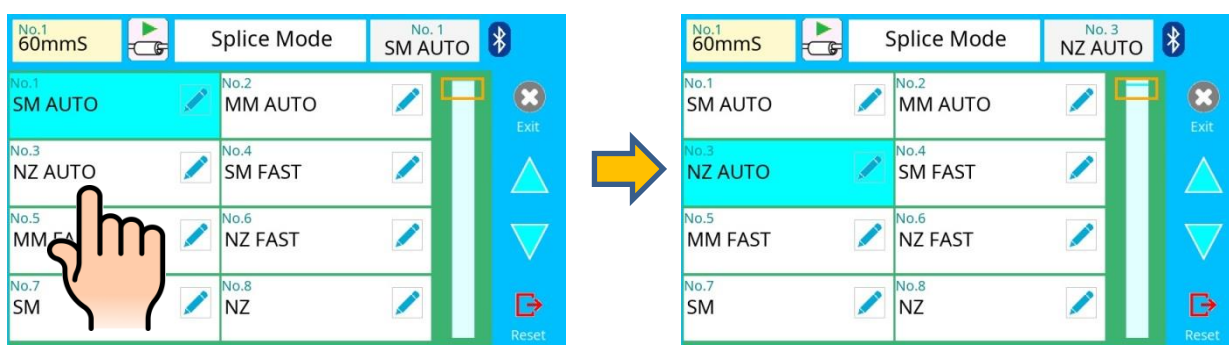 No.1
60mmS
Splice Mode
No. 1
SM AUTO
No.1
SM AUTO
No.2
MM AUTO
Exit
No.3
NZ AUTO
No.4
SM FAST
No.5
MM FA
No.6
NZ FAST
No.7
SM
No.8
NZ
Reset
No.1
60mmS
Splice Mode
No. 3
NZ AUTO
No.1
SM AUTO
No.2
MM AUTO
Exit
No.3
NZ AUTO
No.4
SM FAST
No.5
MM FAST
No.6
NZ FAST
No.7
SM
No.8
NZ
Reset